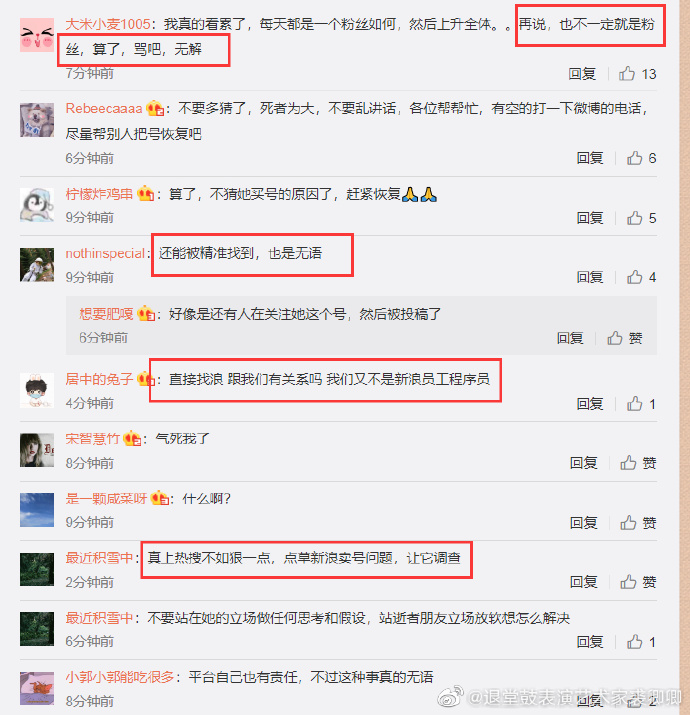 大米小麦1005：我真的看累了，每天都是一个粉丝如何，然后上升全体。。再说，也不一定就是粉
丝，算了，骂吧，无解
7分钟前 回复 13
Rebeecaaaa：不要多猜了，死者为大，不要乱讲话，各位帮帮忙，有空的打一下微博的电话，
尽量帮别人把号恢复吧
6分钟前 回复 6
柠檬炸鸡串：算了，不猜她买号的原因了，赶紧恢复🙏🙏
9分钟前 回复 5
nothinspecial：还能被精准找到，也是无语
9分钟前 回复 4
想要肥嘎：好像是还有人在关注她这个号，然后被投稿了
6分钟前 回复 赞
居中的兔子：直接找浪 跟我们有关系吗 我们又不是新浪员工程序员
4分钟前 回复 1
宋智慧竹：气死我了
8分钟前 回复 赞
是一颗咸菜呀：什么啊？
9分钟前 回复 赞
最近积雪中：真上热搜不如狠一点，点草新浪卖号问题，让它调查
2分钟前 回复 赞
最近积雪中：不要站在她的立场做任何思考和假设，站逝者朋友立场放软想怎么解决
6分钟前 回复 1
小郭小郭能吃很多：平台自己也有责任，不过这种事真的无语
8分钟前 回复 2
@退堂鼓表演艺术家裘卿卿